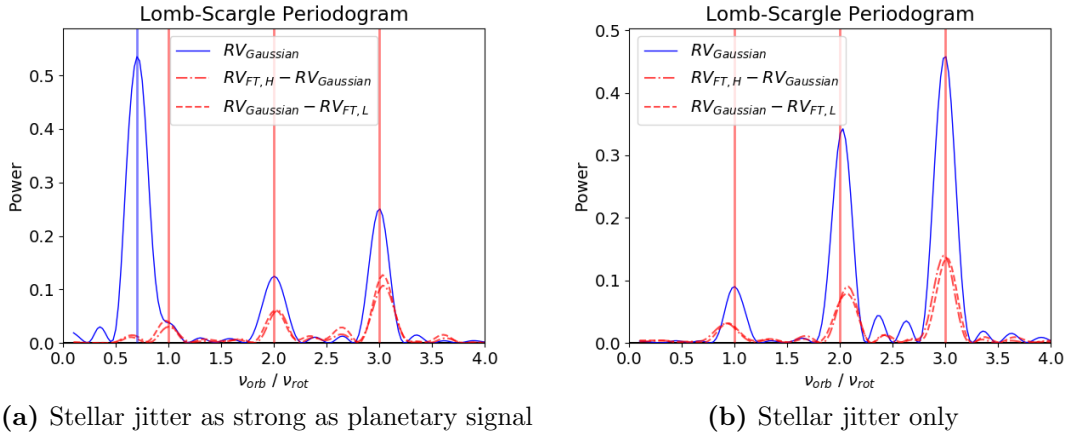 Lomb-Scargle Periodogram
RV_Gaussian
RV_FT,H − RV_Gaussian
RV_Gaussian − RV_FT,L
Power
0.5
0.4
0.3
0.2
0.1
0.0
0.0 0.5 1.0 1.5 2.0 2.5 3.0 3.5 4.0
ν_orb / ν_rot
(a) Stellar jitter as strong as planetary signal
Lomb-Scargle Periodogram
RV_Gaussian
RV_FT,H − RV_Gaussian
RV_Gaussian − RV_FT,L
Power
0.5
0.4
0.3
0.2
0.1
0.0
0.0 0.5 1.0 1.5 2.0 2.5 3.0 3.5 4.0
ν_orb / ν_rot
(b) Stellar jitter only